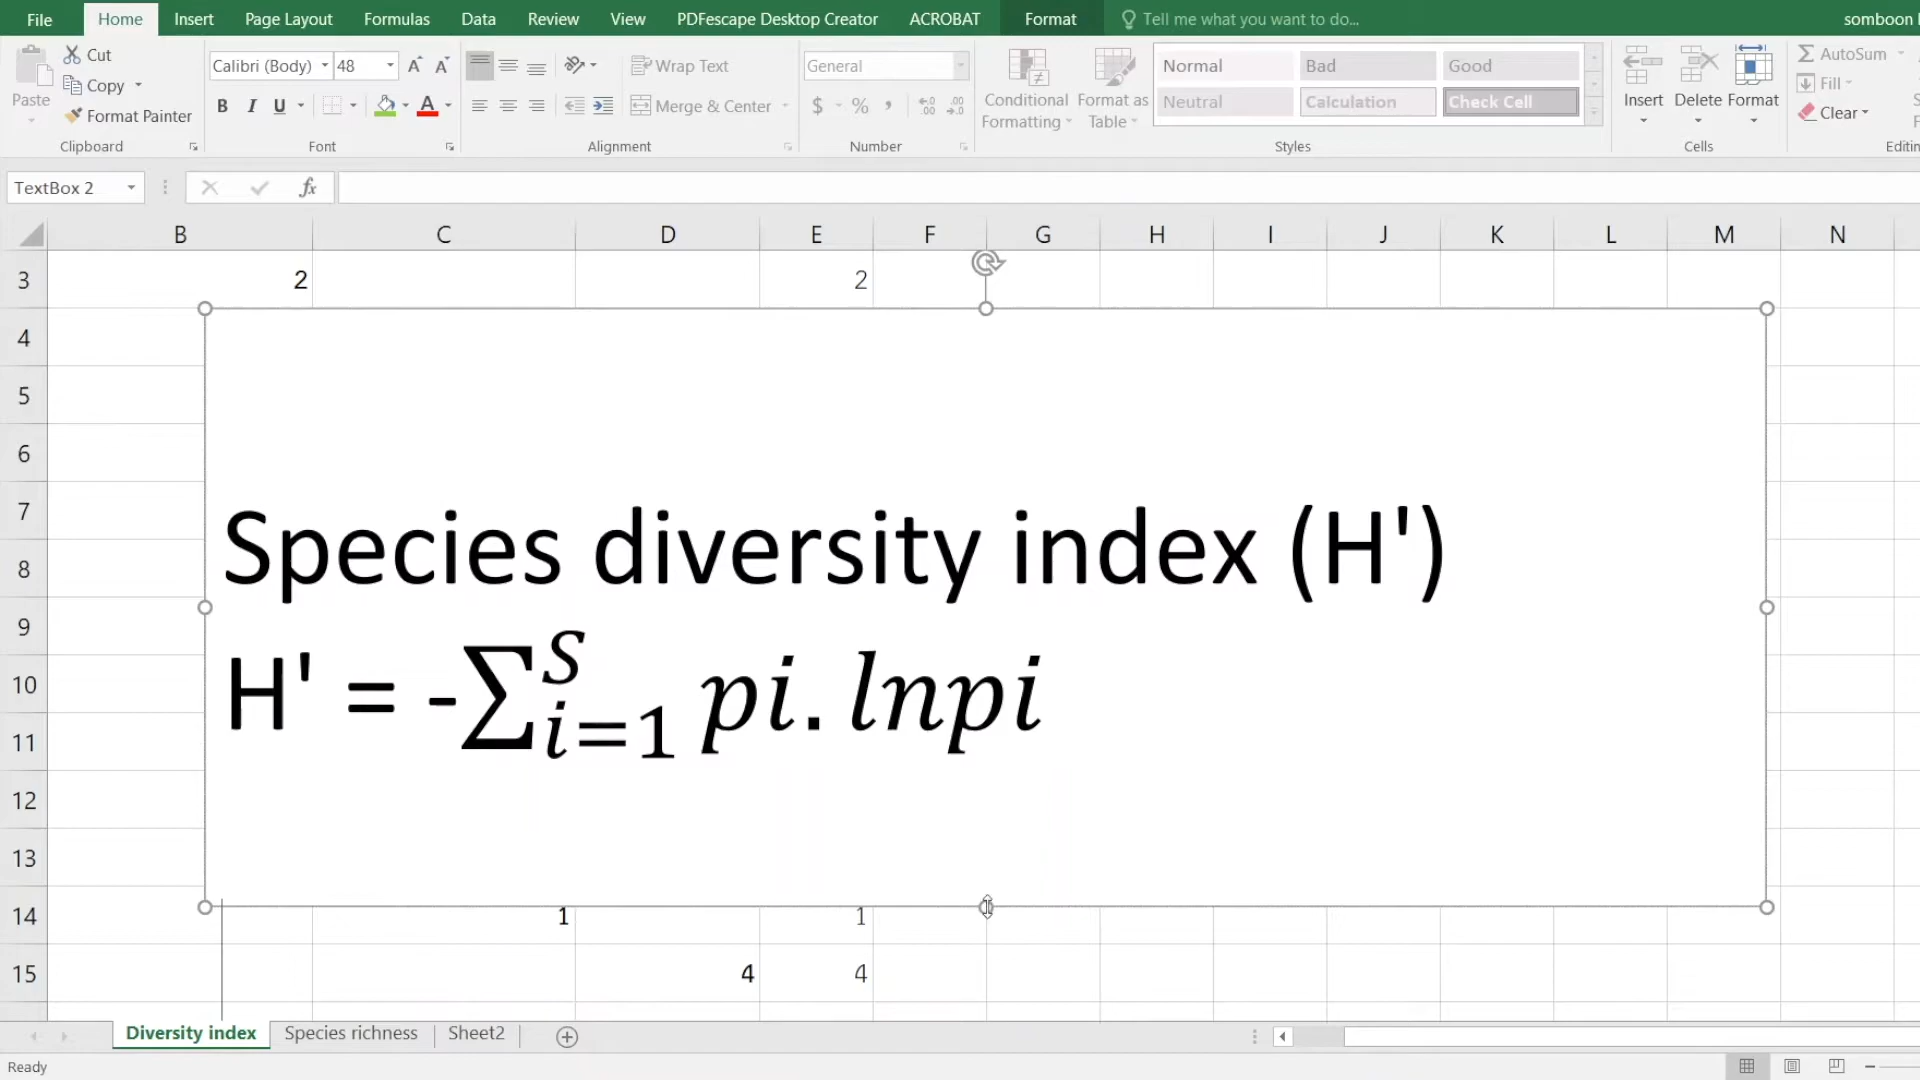 File Home Insert Page Layout Formulas Data Review View PDFescape Desktop Creator ACROBAT Format Tell me what you want to do... somboon
Paste Cut Copy Format Painter
Calibri (Body) 48 A A
B I U A
Wrap Text
Merge & Center
General
$ % ,
Conditional Formatting
Format as Table
Normal Bad Good
Neutral Calculation Check Cell
Insert Delete Format
AutoSum
Fill
Clear
Clipboard Font Alignment Number Styles Cells Editin
TextBox 2 fx
B C D E F G H I J K L M N
3 2 2
4
5
6
7
8
9
10
11
12
13
Species diversity index (H')
H' = -∑_{i=1}^{S} pi. lnpi
14 1 1
15 4 4
Diversity index Species richness Sheet2
Ready